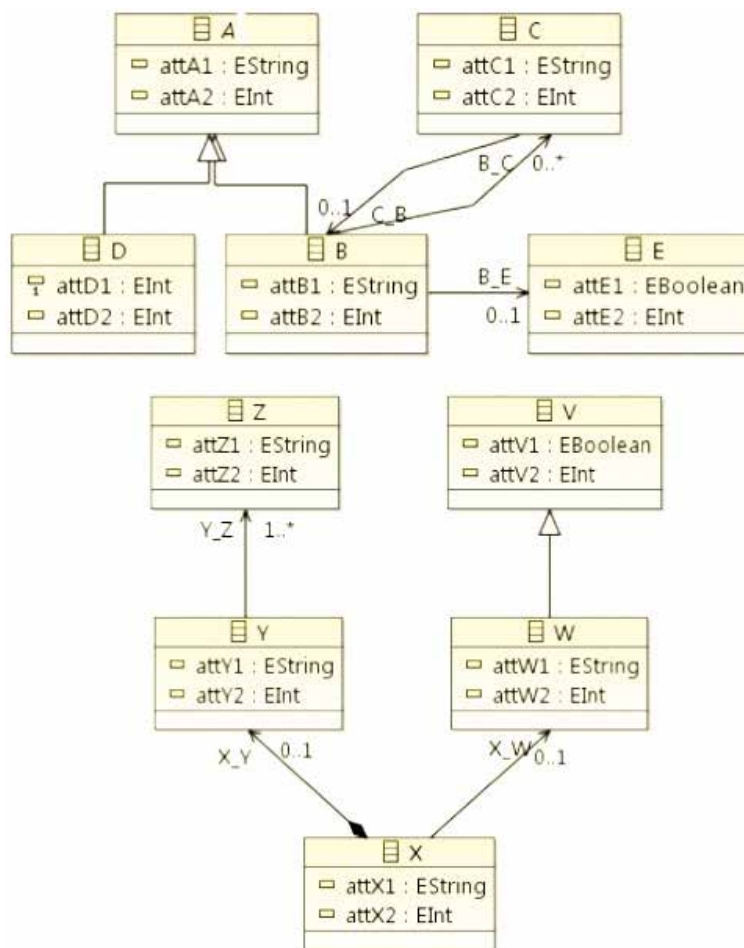 A
attA1 : EString
attA2 : EInt
C
attC1 : EString
attC2 : EInt
B_C
0..*
0..1
C_B
D
attD1 : EInt
attD2 : EInt
B
attB1 : EString
attB2 : EInt
B_E
0..1
E
attE1 : EBoolean
attE2 : EInt
Z
attZ1 : EString
attZ2 : EInt
V
attV1 : EBoolean
attV2 : EInt
Y_Z
1..*
Y
attY1 : EString
attY2 : EInt
W
attW1 : EString
attW2 : EInt
X_Y
0..1
X_W
0..1
X
attX1 : EString
attX2 : EInt